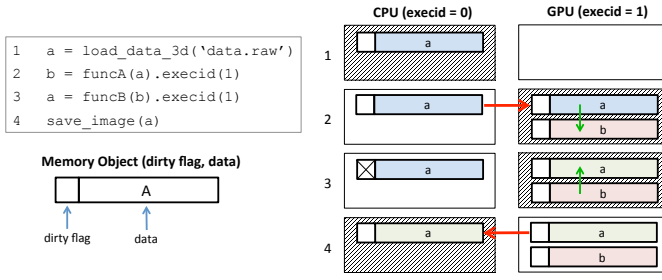 CPU (execid = 0)
GPU (execid = 1)
1 a = load_data_3d('data.raw')
2 b = funcA(a).execid(1)
3 a = funcB(b).execid(1)
4 save_image(a)
Memory Object (dirty flag, data)
A
dirty flag
data
1
a
2
a
a
b
3
a
a
b
4
a
a
b